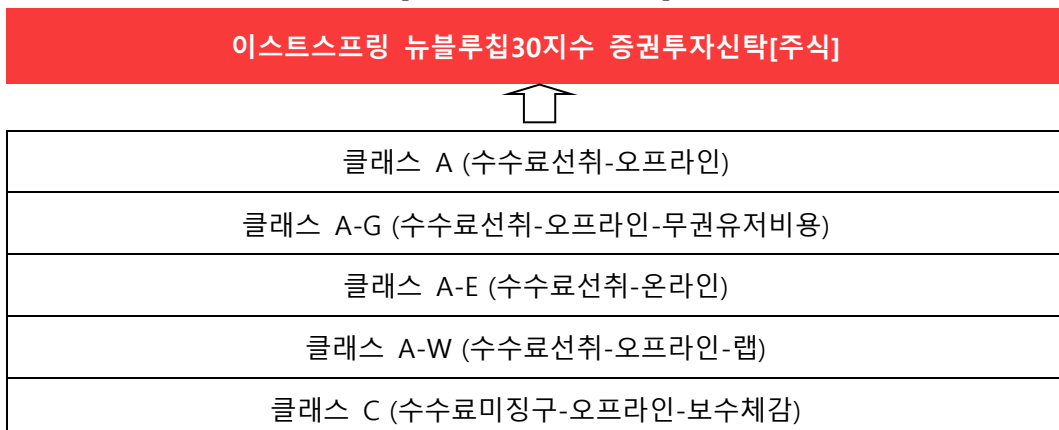 이스트스프링 뉴블루칩30지수 증권투자신탁[주식]
클래스 A (수수료선취-오프라인)
클래스 A-G (수수료선취-오프라인-무권유저비용)
클래스 A-E (수수료선취-온라인)
클래스 A-W (수수료선취-오프라인-랩)
클래스 C (수수료미징구-오프라인-보수체감)